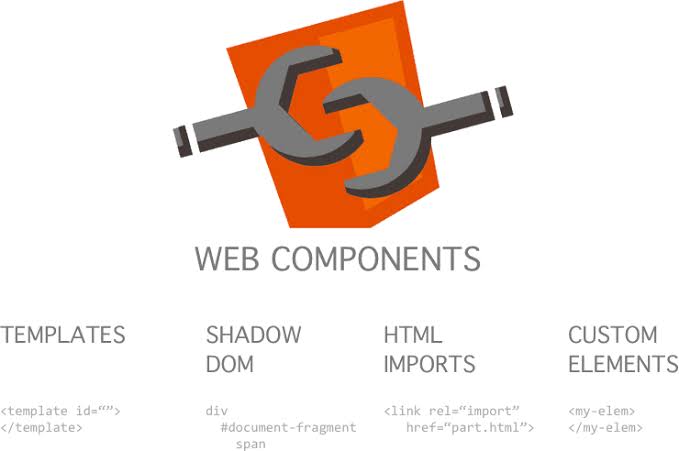 WEB COMPONENTS
TEMPLATES
<template id=“”>
</template>
SHADOW
DOM
div
#document-fragment
span
HTML
IMPORTS
<link rel=“import”
href=“part.html”>
CUSTOM
ELEMENTS
<my-elem>
</my-elem>